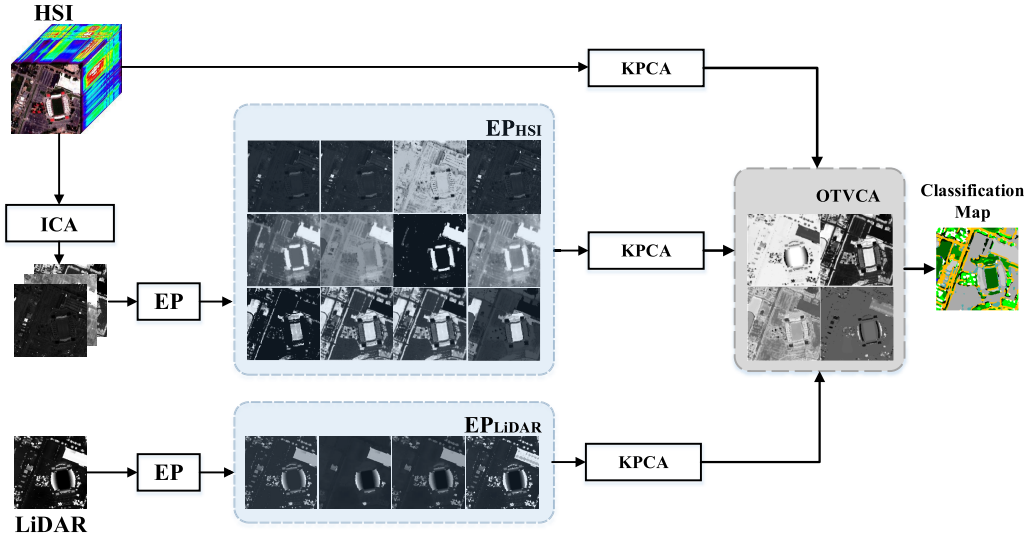 HSI
KPCA
EPHSI
OTVCA
Classification
Map
ICA
KPCA
EP
EPLiDAR
KPCA
EP
LiDAR